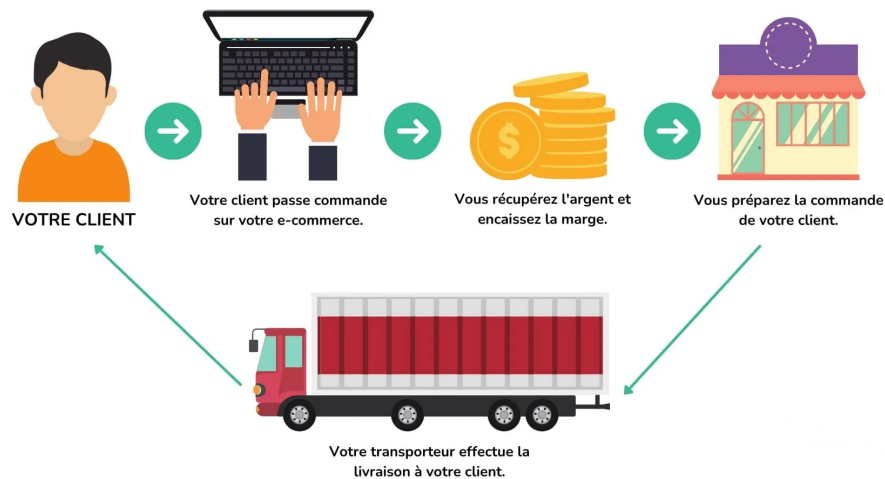 VOTRE CLIENT
Votre client passe commande
sur votre e-commerce.
Vous récupérez l'argent et
encaissez la marge.
Vous préparez la commande
de votre client.
Votre transporteur effectue la
livraison à votre client.